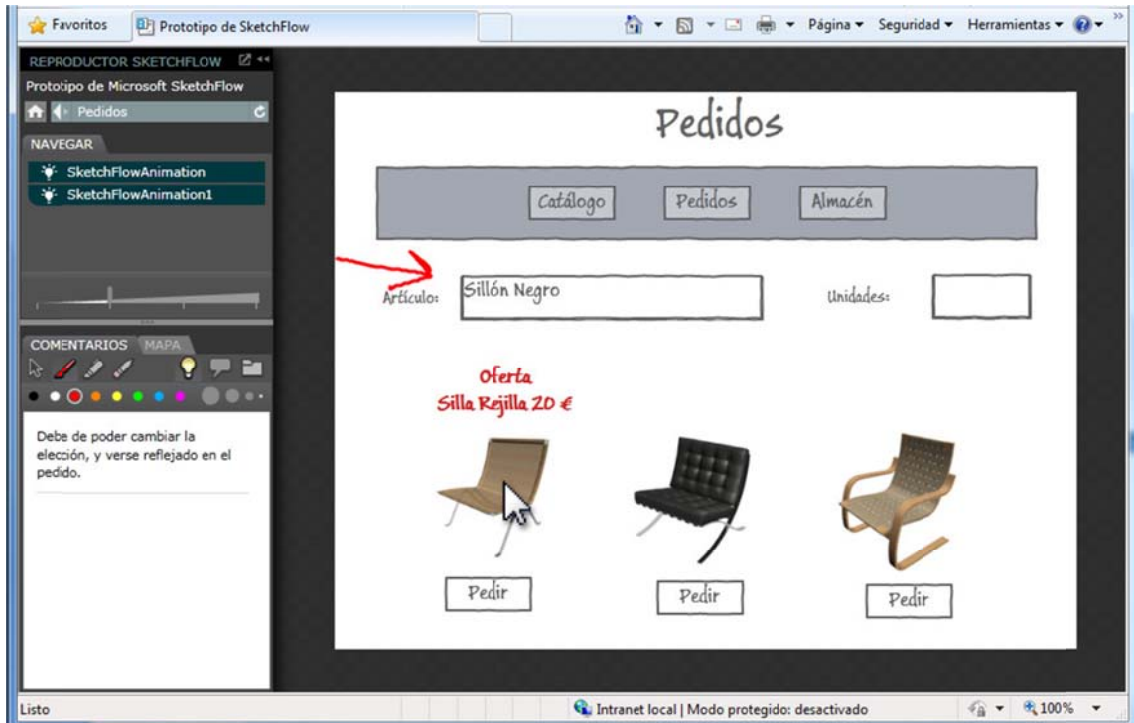 Favoritos
Prototipo de SketchFlow
Página
Seguridad
Herramientas
REPRODUCTOR SKETCHFLOW
Prototipo de Microsoft SketchFlow
Pedidos
NAVEGAR
SketchFlowAnimation
SketchFlowAnimation1
COMENTARIOS
MAPA
Debe de poder cambiar la
elección, y verse reflejado en el
pedido.
Pedidos
Catálogo
Pedidos
Almacén
Artículo:
Sillón Negro
Unidades:
Oferta
Silla Rejilla 20 €
Pedir
Pedir
Pedir
Listo
Intranet local | Modo protegido: desactivado
100%